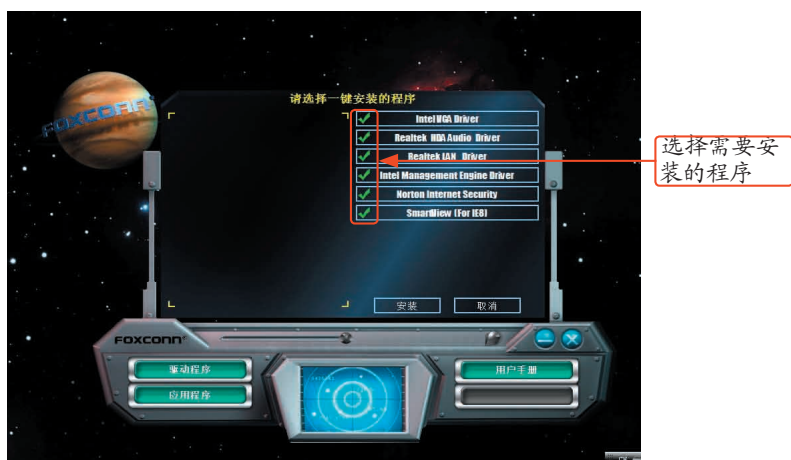 请选择一键安装的程序
Intel VGA Driver
Realtek HDA Audio Driver
Realtek LAN Driver
Intel Management Engine Driver
Norton Internet Security
SmartView (For IE8)
选择需要安
装的程序
FOXCONN
安装
取消
FOXCONN
驱动程序
用户手册
应用程序